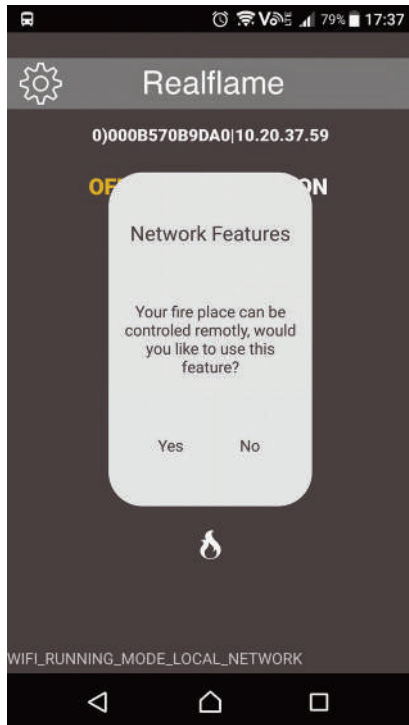 79% 17:37
Realflame
0)000B570B9DA0|10.20.37.59
ON
Network Features
Your fire place can be
controled remotly, would
you like to use this
feature?
Yes No
WIFI_RUNNING_MODE_LOCAL_NETWORK